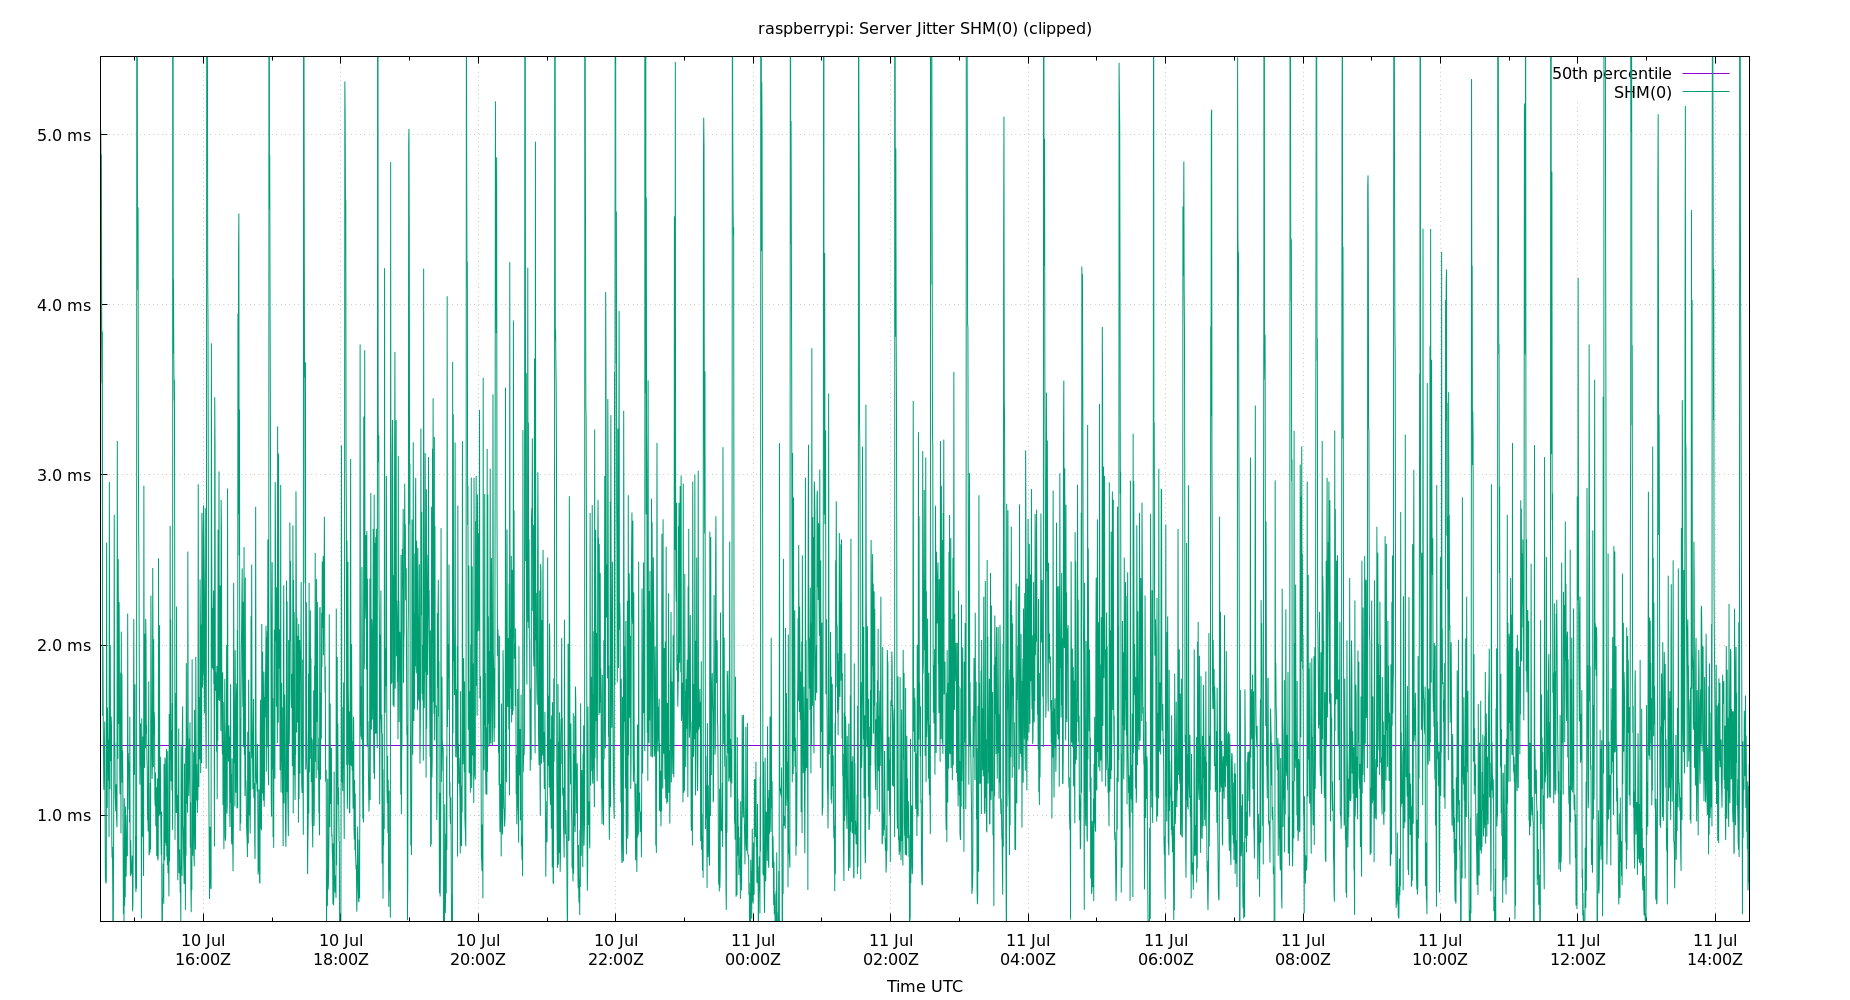 raspberrypi: Server Jitter SHM(0) (clipped)
50th percentile
SHM(0)
5.0 ms
4.0 ms
3.0 ms
2.0 ms
1.0 ms
10 Jul 10 Jul 10 Jul 10 Jul 11 Jul 11 Jul 11 Jul 11 Jul 11 Jul 11 Jul 11 Jul 11 Jul
16:00Z 18:00Z 20:00Z 22:00Z 00:00Z 02:00Z 04:00Z 06:00Z 08:00Z 10:00Z 12:00Z 14:00Z
Time UTC